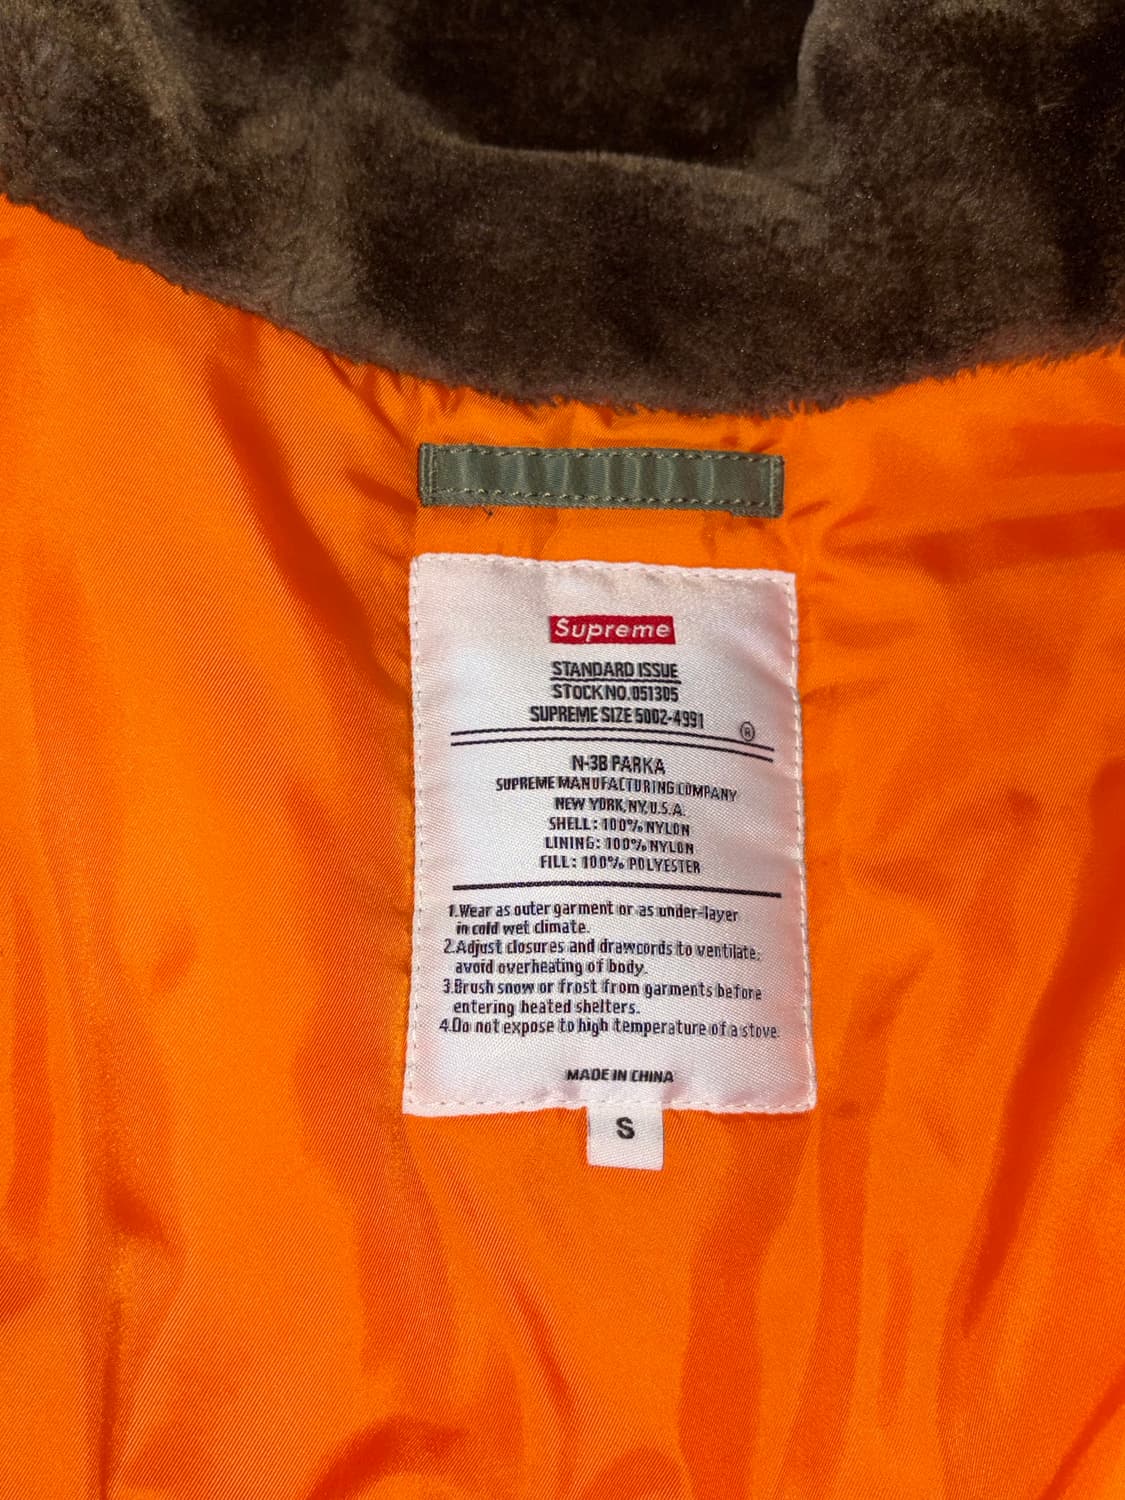 Supreme
STANDARD ISSUE
STOCK NO. 051305
SUPREME SIZE 5002-4991
®
N-3B PARKA
SUPREME MANUFACTURING COMPANY
NEW YORK, NY, U.S.A.
SHELL: 100% NYLON
LINING: 100% NYLON
FILL: 100% POLYESTER
1.Wear as outer garment or as under-layer
in cold wet climate.
2.Adjust closures and drawcords to ventilate;
avoid overheating of body.
3.Brush snow or frost from garments before
entering heated shelters.
4.Do not expose to high temperature of a stove.
MADE IN CHINA
S